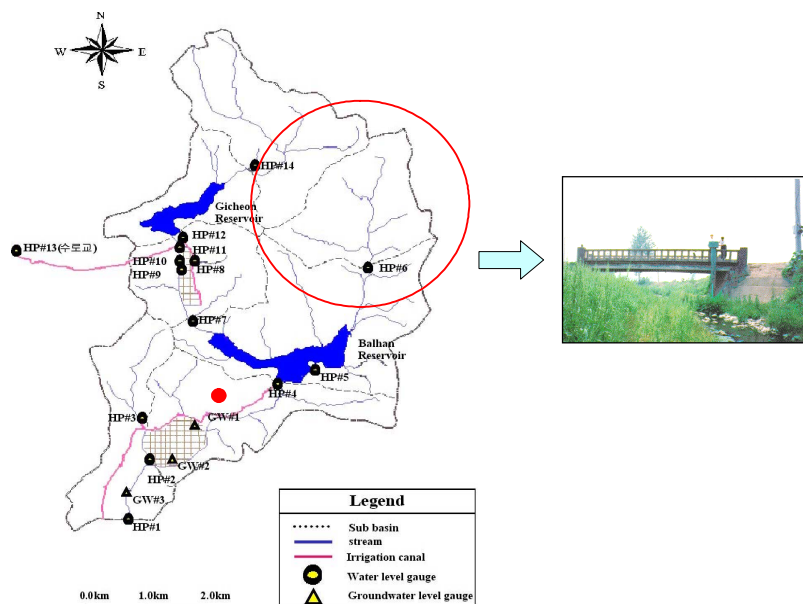 N
W E
S
HP#14
Gicheon
Reservoir
HP#12
HP#13(수로교)
HP#11
HP#10
HP#8
HP#9
HP#6
HP#7
Balhan
Reservoir
HP#5
HP#4
HP#3
GW#1
GW#2
HP#2
GW#3
HP#1
Legend
Sub basin
stream
Irrigation canal
Water level gauge
Groundwater level gauge
0.0km 1.0km 2.0km